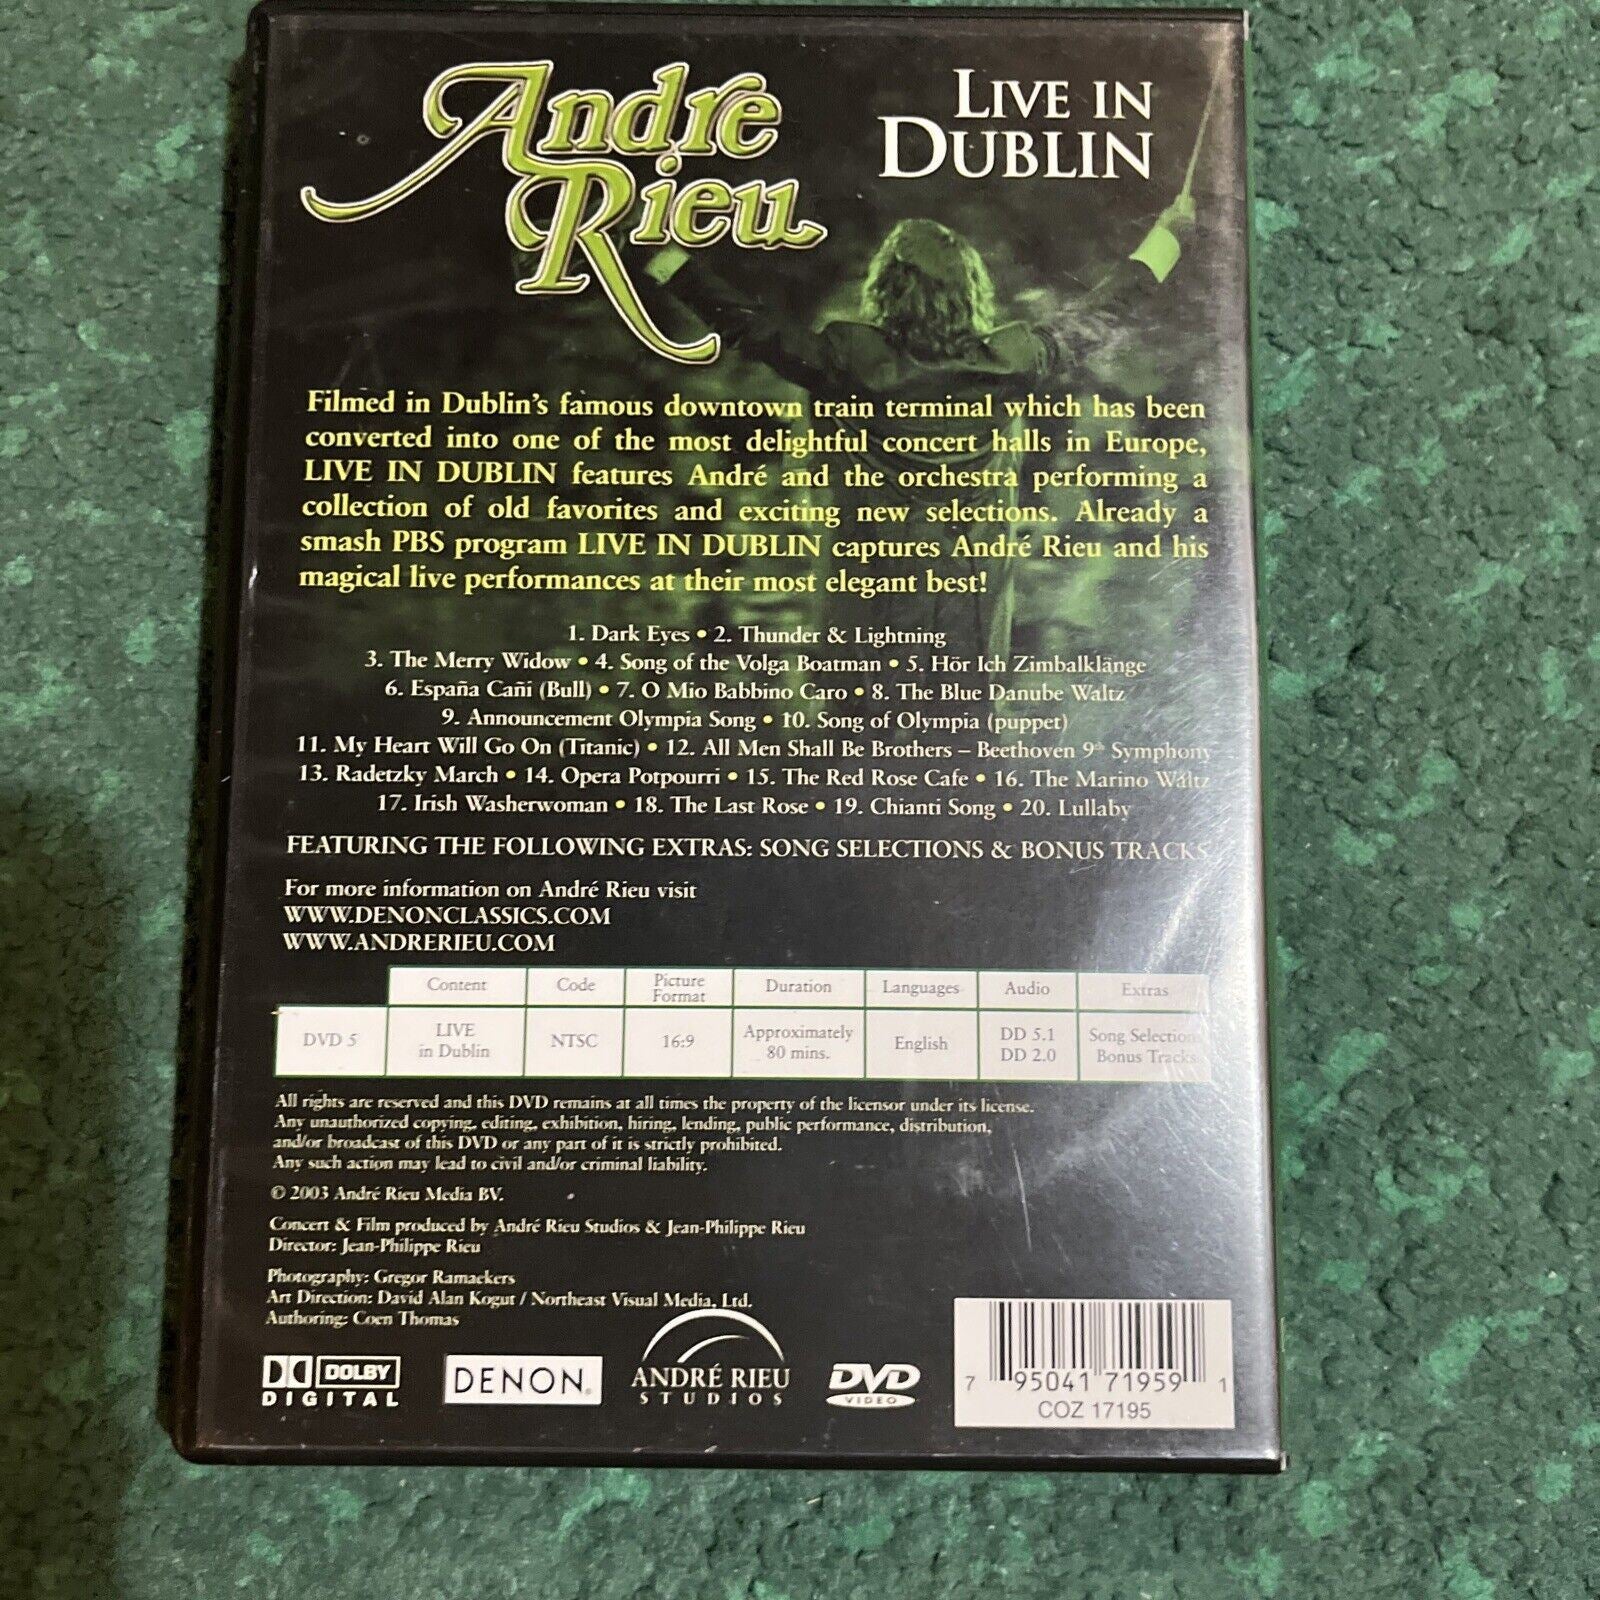 André
Rieu
LIVE IN
DUBLIN
Filmed in Dublin's famous downtown train terminal which has been
converted into one of the most delightful concert halls in Europe,
LIVE IN DUBLIN features André and the orchestra performing a
collection of old favorites and exciting new selections. Already a
smash PBS program LIVE IN DUBLIN captures André Rieu and his
magical live performances at their most elegant best!
1. Dark Eyes • 2. Thunder & Lightning
3. The Merry Widow • 4. Song of the Volga Boatman • 5. Hör Ich Zimbalklänge
6. España Cañi (Bull) • 7. O Mio Babbino Caro • 8. The Blue Danube Waltz
9. Announcement Olympia Song • 10. Song of Olympia (puppet)
11. My Heart Will Go On (Titanic) • 12. All Men Shall Be Brothers – Beethoven 9th Symphony
13. Radetzky March • 14. Opera Potpourri • 15. The Red Rose Cafe • 16. The Marino Waltz
17. Irish Washerwoman • 18. The Last Rose • 19. Chianti Song • 20. Lullaby
FEATURING THE FOLLOWING EXTRAS: SONG SELECTIONS & BONUS TRACKS
For more information on André Rieu visit
WWW.DENONCLASSICS.COM
WWW.ANDRERIEU.COM
Content Code Picture Format Duration Languages Audio Extras
DVD 5 LIVE in Dublin NTSC 16:9 Approximately 80 mins. English DD 5.1 DD 2.0 Song Selections Bonus Tracks
All rights are reserved and this DVD remains at all times the property of the licensor under its license.
Any unauthorized copying, editing, exhibition, hiring, lending, public performance, distribution,
and/or broadcast of this DVD or any part of it is strictly prohibited.
Any such action may lead to civil and/or criminal liability.
© 2003 André Rieu Media BV.
Concert & Film produced by André Rieu Studios & Jean-Philippe Rieu
Director: Jean-Philippe Rieu
Photography: Gregor Ramackers
Art Direction: David Alan Kogut / Northeast Visual Media, Ltd.
Authoring: Coen Thomas
DOLBY
DIGITAL
DENON®
ANDRÉ RIEU
STUDIOS
DVD
VIDEO
7 95041 71959 1
COZ 17195